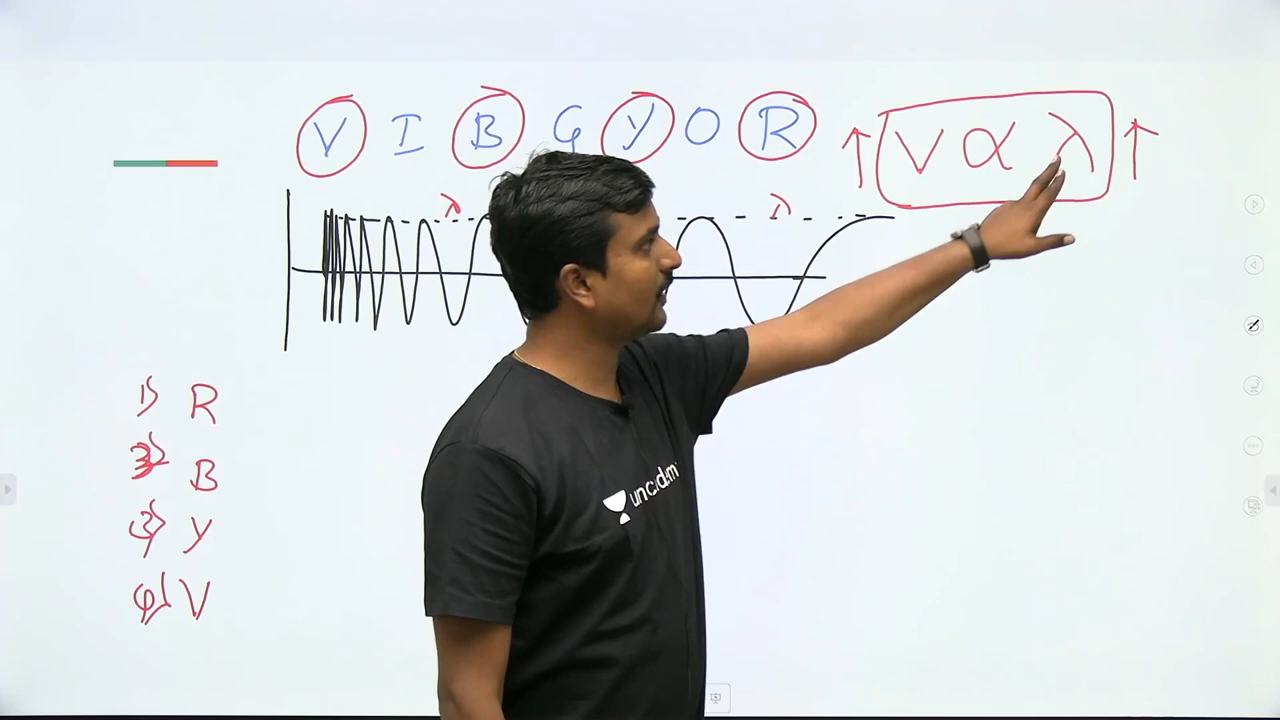 V I B G Y O R
↑ V ∝ λ ↑
λ λ
1) R
2) B
3) Y
4) V
unacademy